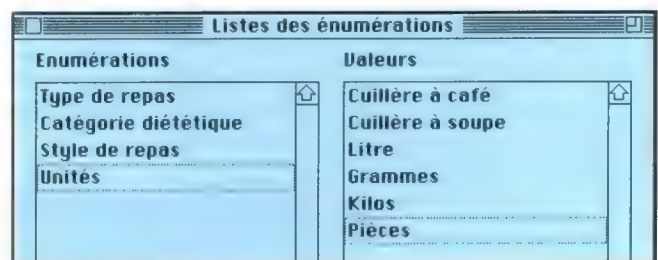 Listes des énumérations
Enumérations
Type de repas
Catégorie diététique
Style de repas
Unités
Valeurs
Cuillère à café
Cuillère à soupe
Litre
Grammes
Kilos
Pièces